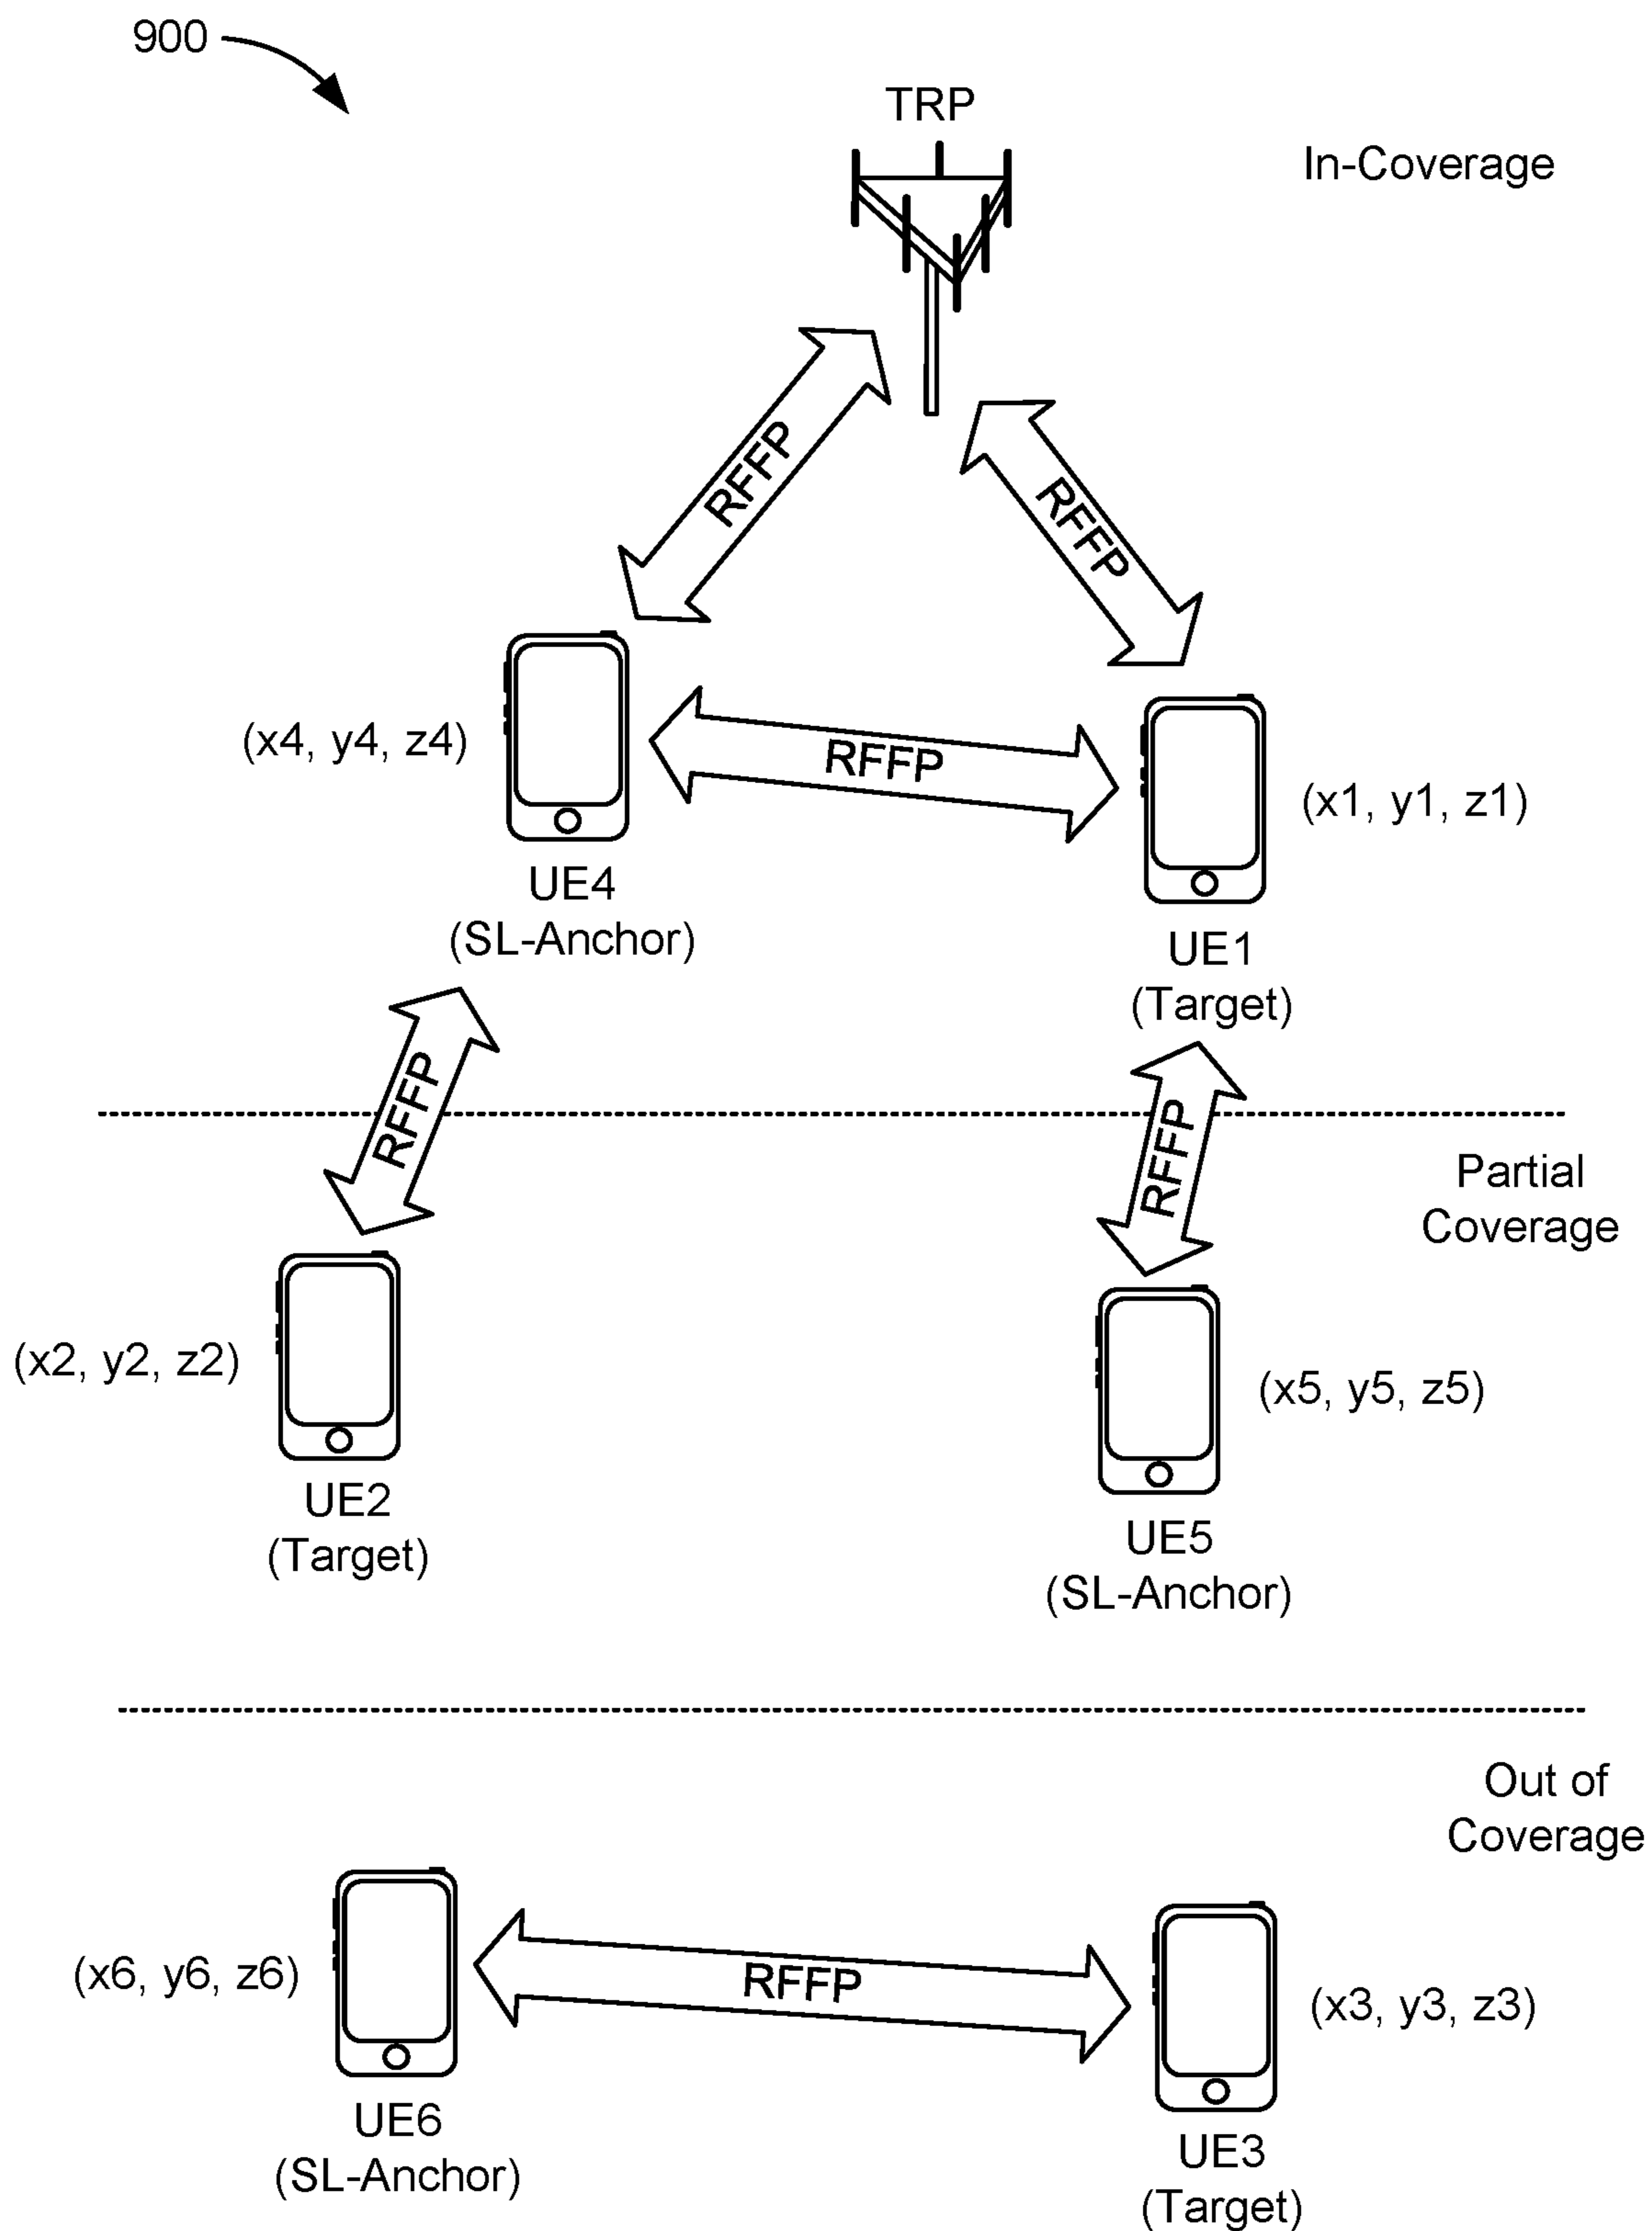 900
TRP
In-Coverage
RFFP
RFFP
(x4, y4, z4)
RFFP
(x1, y1, z1)
UE4
(SL-Anchor)
UE1
(Target)
RFFP
RFFP
Partial
Coverage
(x2, y2, z2)
(x5, y5, z5)
UE2
(Target)
UE5
(SL-Anchor)
Out of
Coverage
(x6, y6, z6)
RFFP
(x3, y3, z3)
UE6
(SL-Anchor)
UE3
(Target)